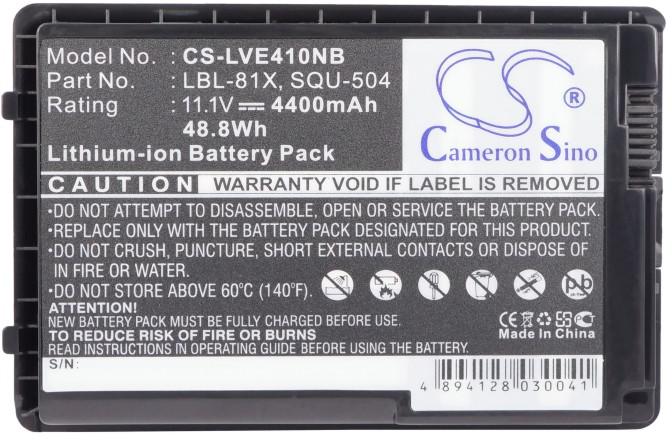 Model No.: CS-LVE410NB
Part No. : LBL-81X, SQU-504
Rating : 11.1V 4400mAh
48.8Wh
Lithium-ion Battery Pack
CS
®
Cameron Sino
CAUTION WARRANTY VOID IF LABEL IS REMOVED
•DO NOT ATTEMPT TO DISASSEMBLE, OPEN OR SERVICE THE BATTERY PACK.
•REPLACE ONLY WITH THE BATTERY PACK DESIGNATED FOR THIS PRODUCT.
•DO NOT CRUSH, PUNCTURE, SHORT EXTERNAL CONTACTS OR DISPOSE OF
IN FIRE OR WATER.
•DO NOT STORE ABOVE 60°C (140°F).
Pb
NEW BATTERY PACK MUST BE FULLY CHARGED BEFORE USE
TO REDUCE RISK OF FIRE OR BURNS
•READ OPERATING GUIDE BEFORE USING BATTERY PACK.
CE
Made In China
S/N:
4 894128 030041